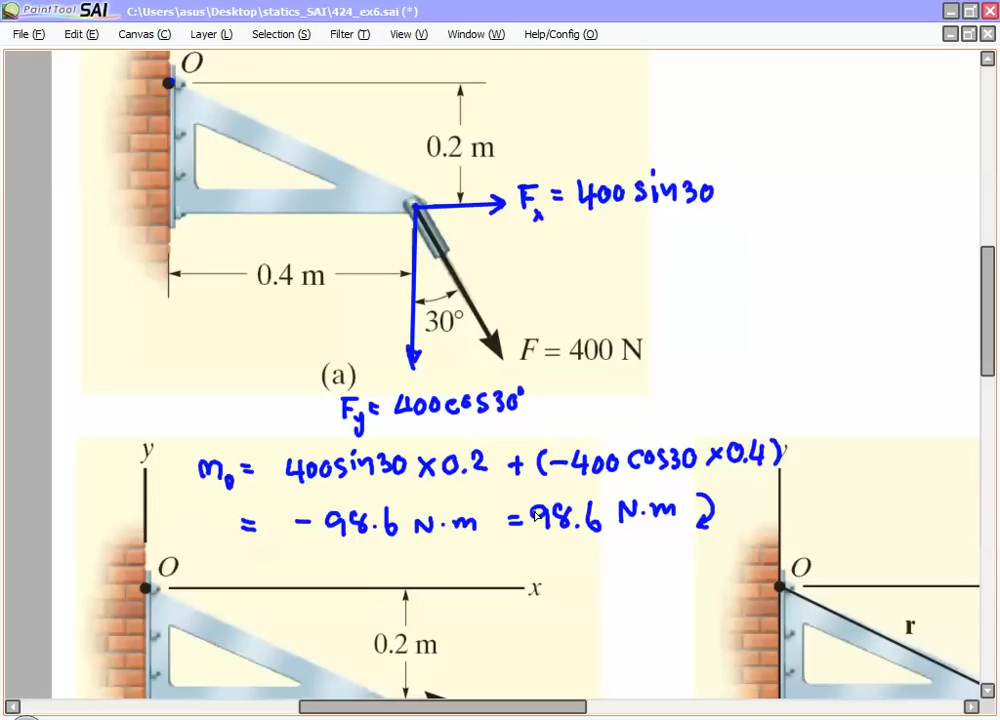 PaintTool SAI C:\Users\asus\Desktop\statics_SAI\424_ex6.sai (*)
File (F) Edit (E) Canvas (C) Layer (L) Selection (S) Filter (T) View (V) Window (W) Help/Config (O)
O
0.2 m
Fx = 400 sin30
0.4 m
30°
F = 400 N
(a)
Fy = 400cos30°
y
y
mo = 400sin30 × 0.2 + (-400 cos30 × 0.4)
= - 98.6 N·m = 98.6 N·m
O
x
O
0.2 m
r